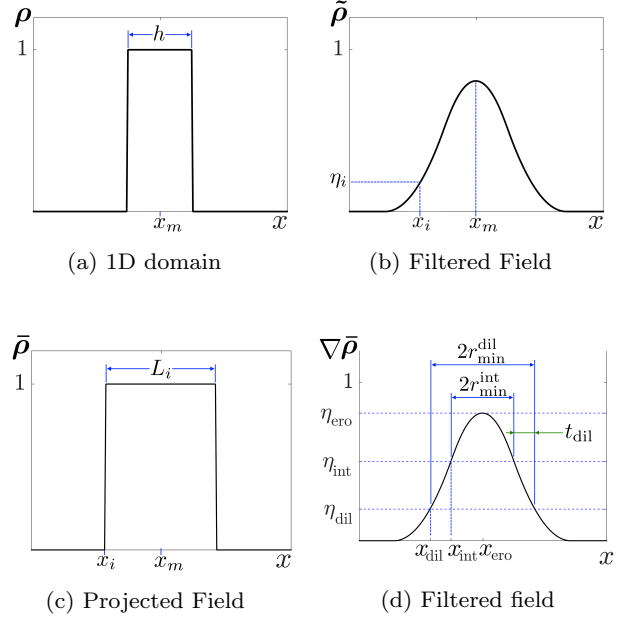 ρ
1
h
x_m
x
(a) 1D domain
ρ̃
1
η_i
x_i
x_m
x
(b) Filtered Field
ρ̄
1
L_i
x_i
x_m
x
(c) Projected Field
∇ρ̄
1
2r_min^dil
2r_min^int
η_ero
t_dil
η_int
η_dil
x_dil x_int x_ero x
(d) Filtered field